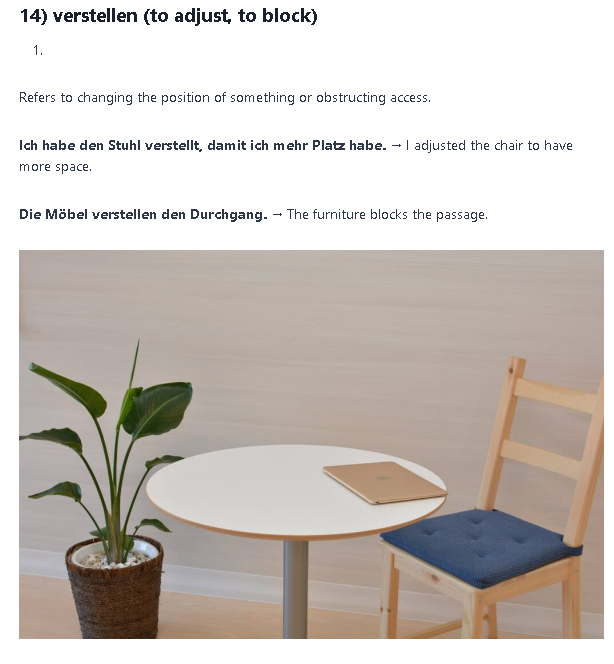 14) verstellen (to adjust, to block)
1.
Refers to changing the position of something or obstructing access.
Ich habe den Stuhl verstellt, damit ich mehr Platz habe. → I adjusted the chair to have
more space.
Die Möbel verstellen den Durchgang. → The furniture blocks the passage.